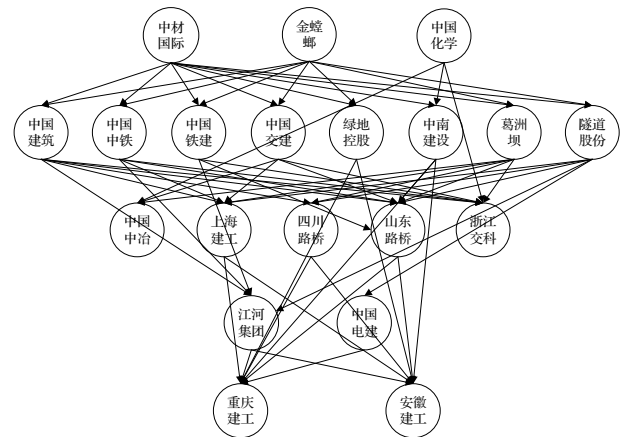 中材
国际
金螳
螂
中国
化学
中国
建筑
中国
中铁
中国
铁建
中国
交建
绿地
控股
中南
建设
葛洲
坝
隧道
股份
中国
中冶
上海
建工
四川
路桥
山东
路桥
浙江
交科
江河
集团
中国
电建
重庆
建工
安徽
建工